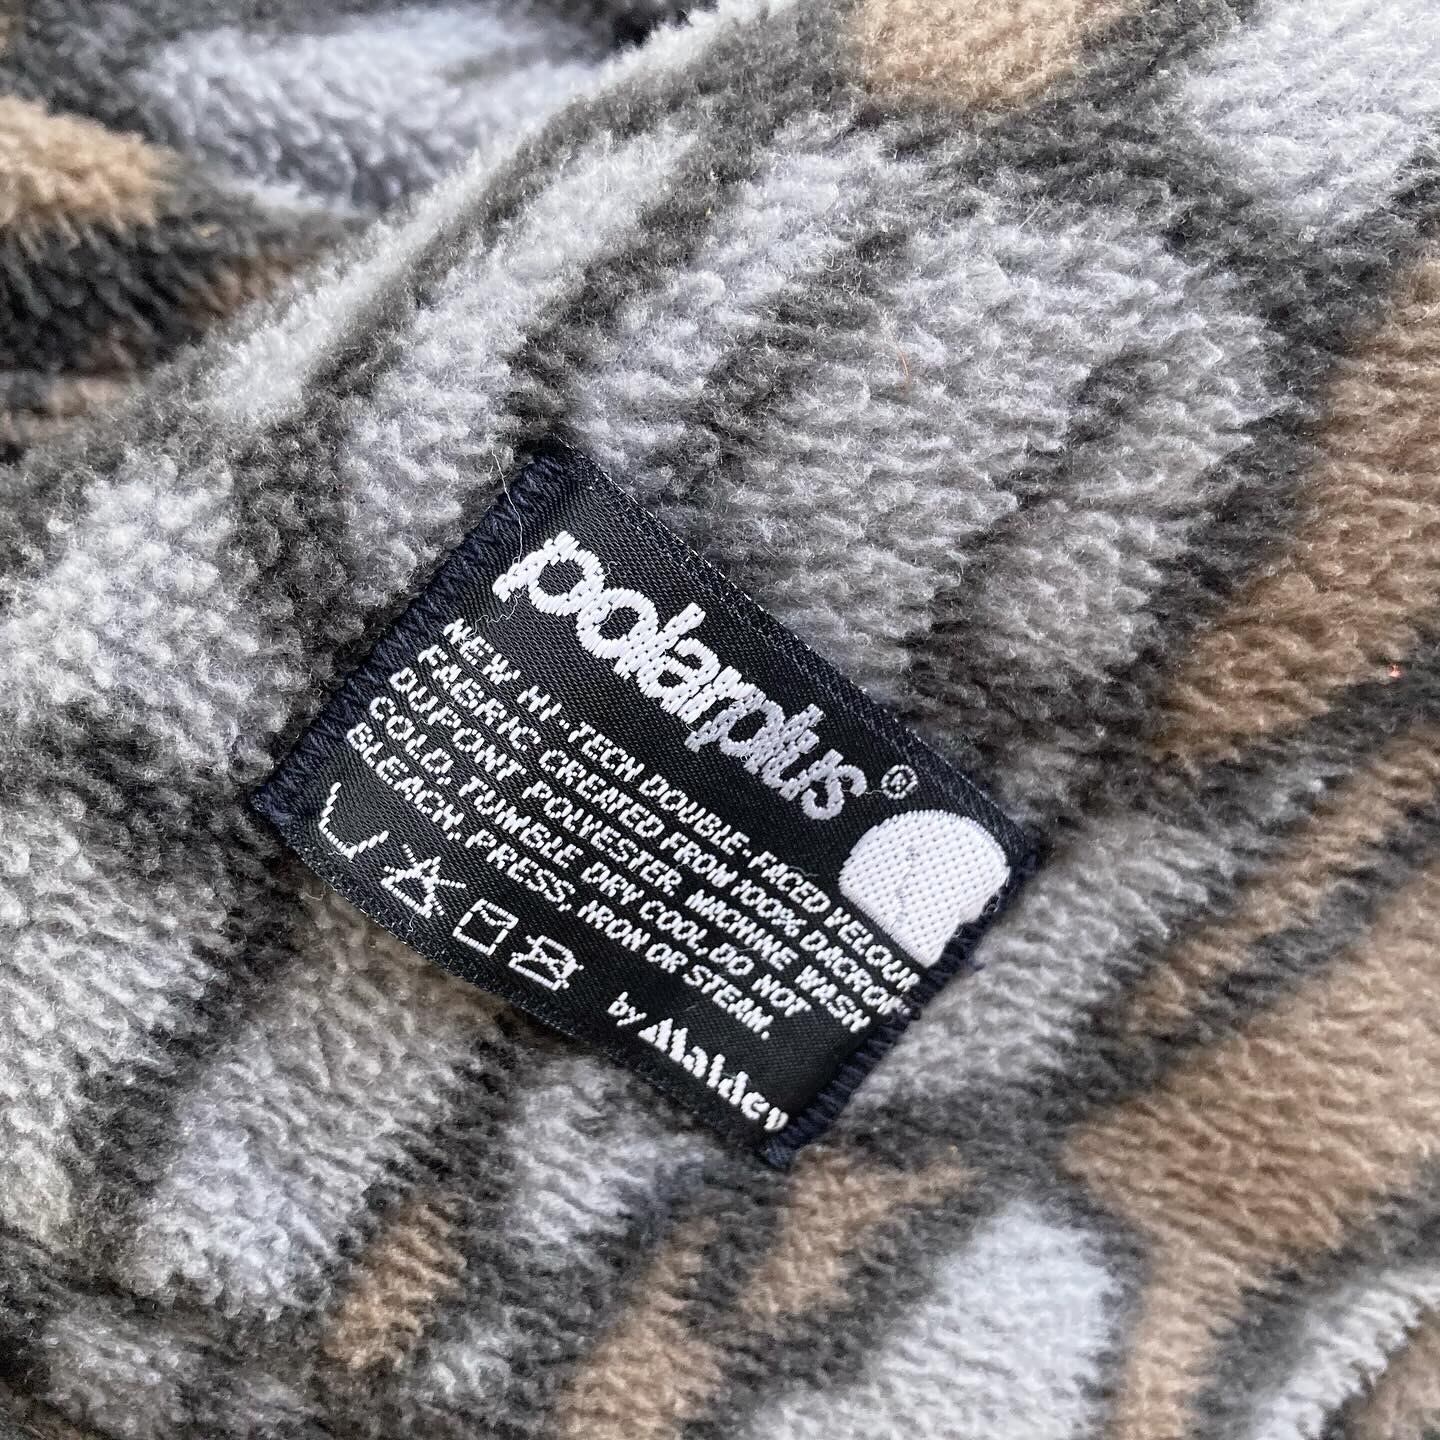 polarplus®
NEW HI-TECH DOUBLE-FACED VELOUR
FABRIC CREATED FROM 100% DACRON
DUPONT POLYESTER. MACHINE WASH
COLD, TUMBLE DRY COOL, DO NOT
BLEACH, PRESS, IRON OR STEAM.
by Malden